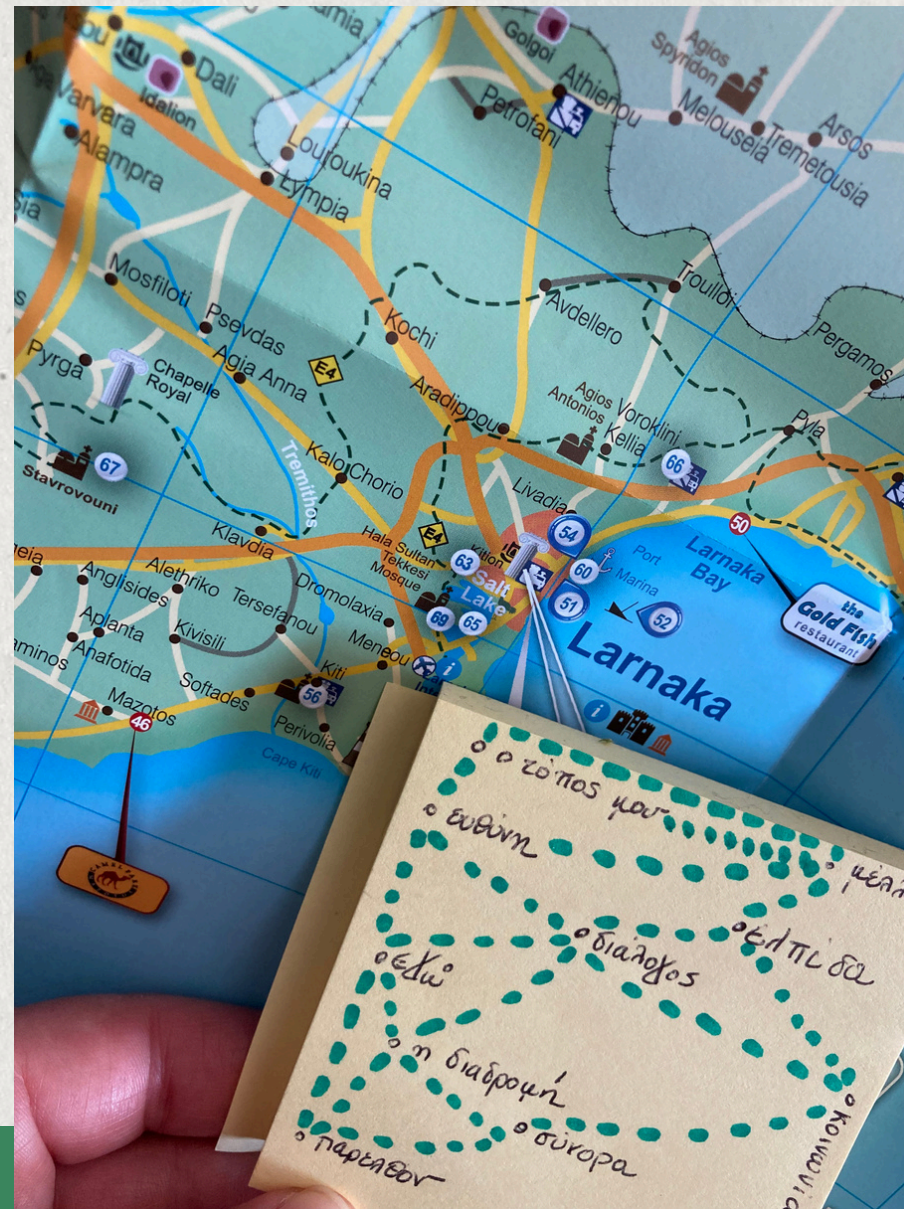 Dali
Idalion
Varvara
Alampra
Louroukina
Lympia
Golgoi
Athienou
Petrofani
Agios
Spyridon
Melouseia
Tremetousia
Arsos
Mosfiloti
Psevdas
Agia Anna
Pyrga
Chapelle
Royal
Stavrovouni
67
E4
Kochi
Avdellero
Troulloi
Pergamos
Aradippou
Agios
Antonios
Voroklini
Kellia
66
Pyla
Tremithos
Kalo Chorio
Klavdia
Livadia
E4
Hala Sultan
Tekkesi
Mosque
Kition
54
63
Salt
Lake
60
Port
Marina
51
52
69
65
50
Larnaka
Bay
the
Gold Fish
restaurant
Larnaka
Anglisides
Alethriko
Aplanta
Anafotida
Kivisili
Tersefanou
Dromolaxia
Meneou
Softades
Kiti
56
Perivolia
Mazotos
46
Cape Kiti
ο τόπος μου
ευθύνη
ελπίδα
διάλογος
εδώ
η διαδρομή
σύνορα
παρελθον